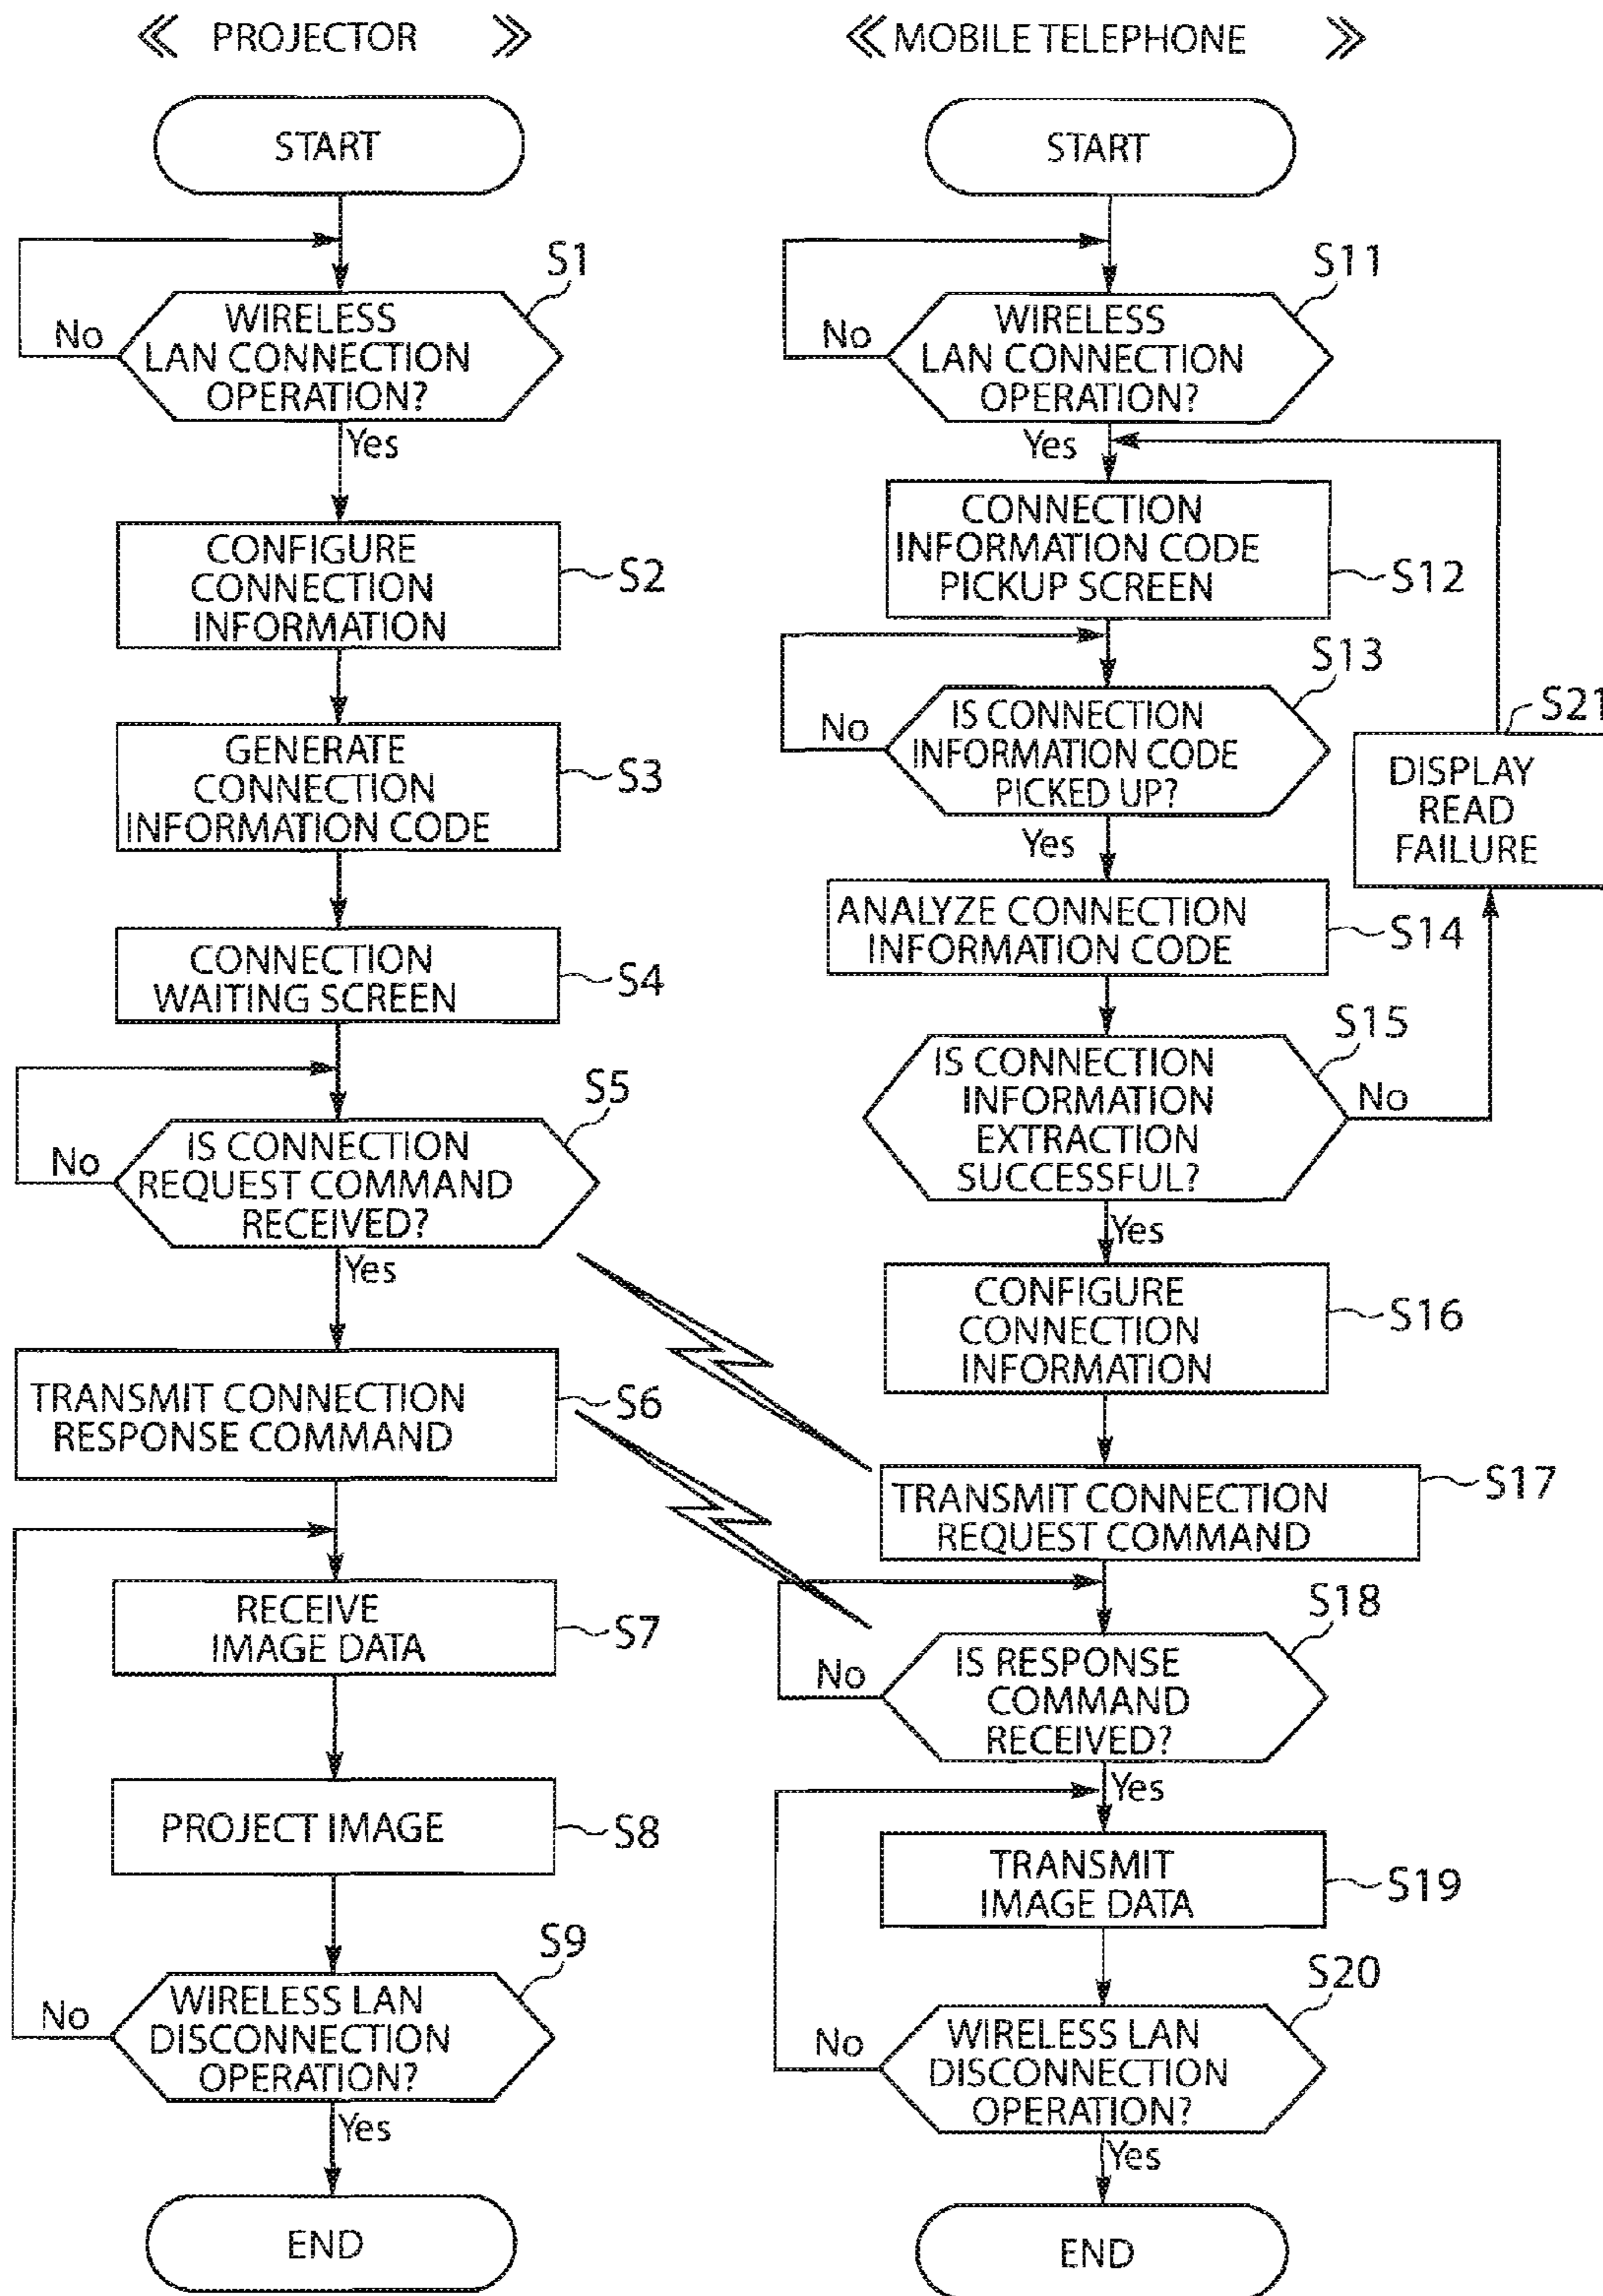 ≪ PROJECTOR ≫
START
S1
WIRELESS
LAN CONNECTION
OPERATION?
No
Yes
CONFIGURE
CONNECTION
INFORMATION
S2
GENERATE
CONNECTION
INFORMATION CODE
S3
CONNECTION
WAITING SCREEN
S4
S5
IS CONNECTION
REQUEST COMMAND
RECEIVED?
No
Yes
TRANSMIT CONNECTION
RESPONSE COMMAND
S6
RECEIVE
IMAGE DATA
S7
PROJECT IMAGE
S8
S9
WIRELESS LAN
DISCONNECTION
OPERATION?
No
Yes
END
≪ MOBILE TELEPHONE ≫
START
S11
WIRELESS
LAN CONNECTION
OPERATION?
No
Yes
CONNECTION
INFORMATION CODE
PICKUP SCREEN
S12
S13
IS CONNECTION
INFORMATION CODE
PICKED UP?
No
Yes
S21
DISPLAY
READ
FAILURE
ANALYZE CONNECTION
INFORMATION CODE
S14
S15
IS CONNECTION
INFORMATION
EXTRACTION
SUCCESSFUL?
No
Yes
CONFIGURE
CONNECTION
INFORMATION
S16
TRANSMIT CONNECTION
REQUEST COMMAND
S17
S18
IS RESPONSE
COMMAND
RECEIVED?
No
Yes
TRANSMIT
IMAGE DATA
S19
S20
WIRELESS LAN
DISCONNECTION
OPERATION?
No
Yes
END